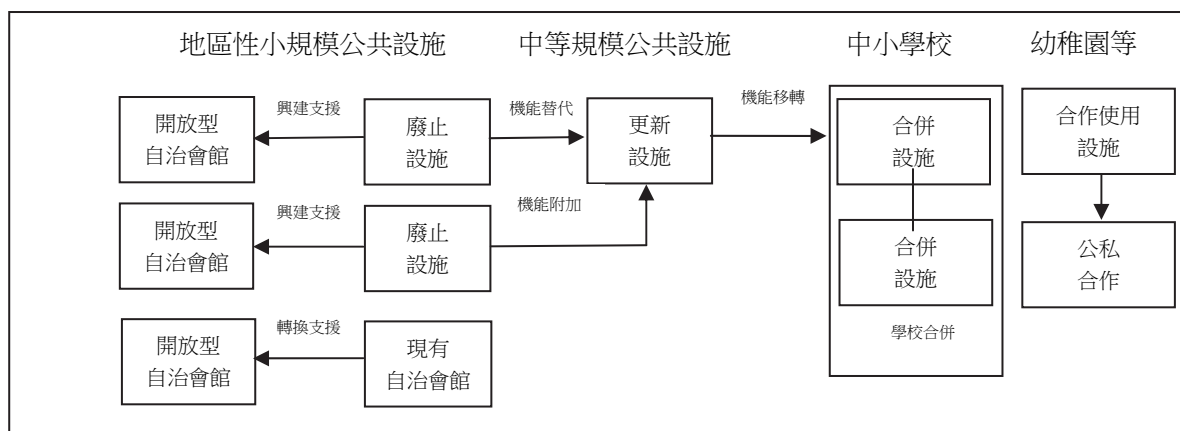 地區性小規模公共設施
中等規模公共設施
中小學校
幼稚園等
開放型
自治會館
興建支援
廢止
設施
機能替代
更新
設施
機能移轉
合併
設施
合作使用
設施
開放型
自治會館
興建支援
廢止
設施
機能附加
合併
設施
公私
合作
學校合併
開放型
自治會館
轉換支援
現有
自治會館